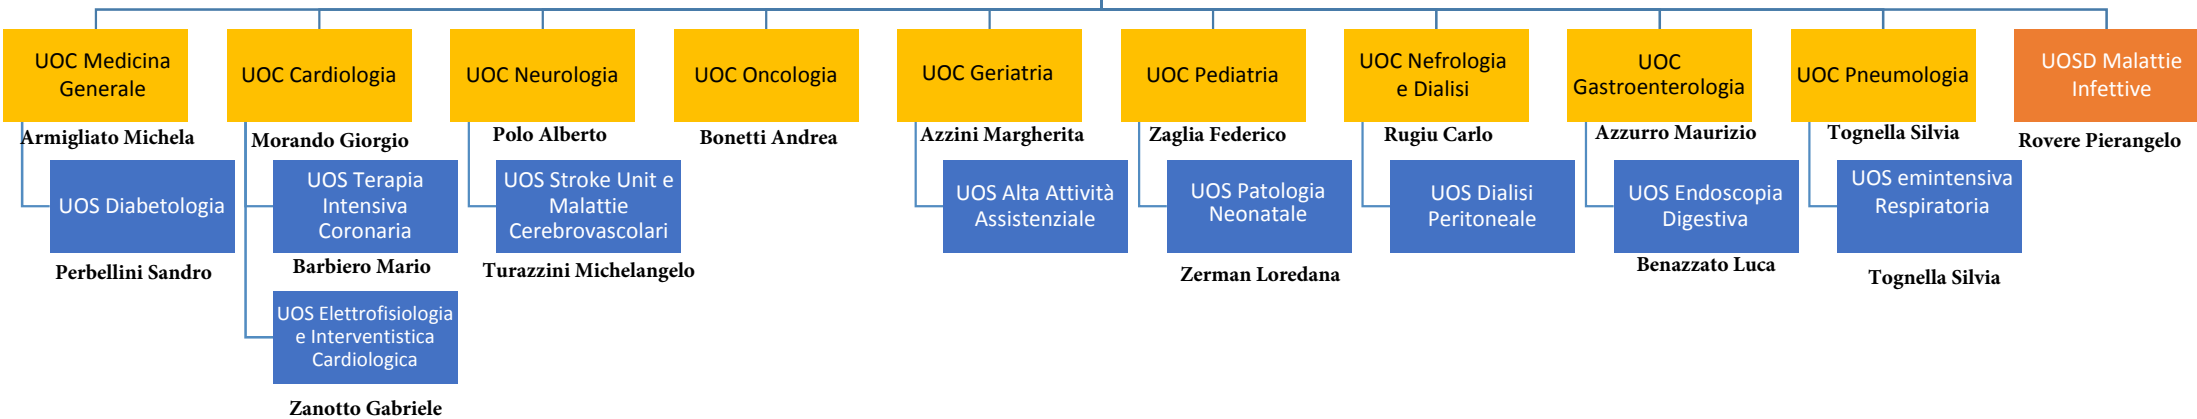 UOC Medicina
Generale
Armigliato Michela
UOS Diabetologia
Perbellini Sandro
UOC Cardiologia
Morando Giorgio
UOS Terapia
Intensiva
Coronaria
Barbiero Mario
UOS Elettrofisiologia
e Interventistica
Cardiologica
Zanotto Gabriele
UOC Neurologia
Polo Alberto
UOS Stroke Unit e
Malattie
Cerebrovascolari
Turazzini Michelangelo
UOC Oncologia
Bonetti Andrea
UOC Geriatria
Azzini Margherita
UOS Alta Attività
Assistenziale
UOC Pediatria
Zaglia Federico
UOS Patologia
Neonatale
Zerman Loredana
UOC Nefrologia
e Dialisi
Rugiu Carlo
UOS Dialisi
Peritoneale
UOC
Gastroenterologia
Azzurro Maurizio
UOS Endoscopia
Digestiva
Benazzato Luca
UOC Pneumologia
Tognella Silvia
UOS emintensiva
Respiratoria
Tognella Silvia
UOSD Malattie
Infettive
Rovere Pierangelo